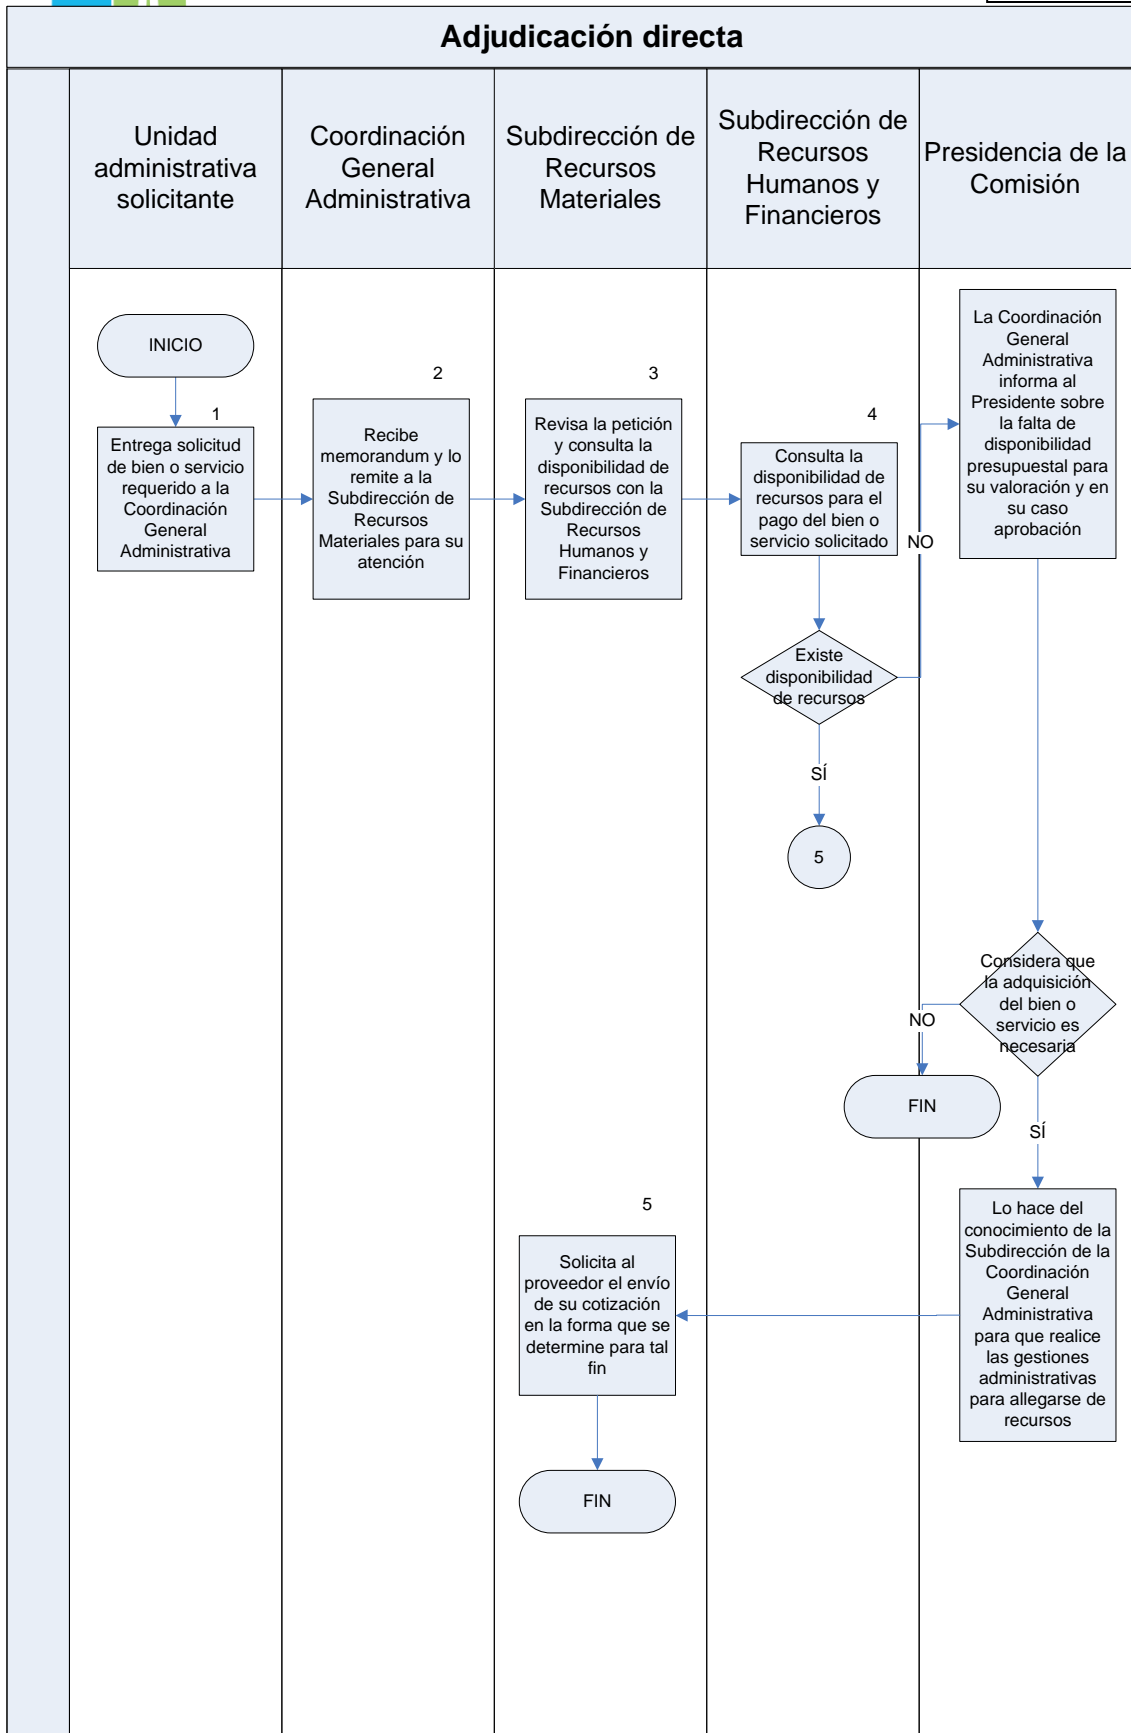 Adjudicación directa
Unidad
administrativa
solicitante
Coordinación
General
Administrativa
Subdirección de
Recursos
Materiales
Subdirección de
Recursos
Humanos y
Financieros
Presidencia de la
Comisión
INICIO
1
Entrega solicitud
de bien o servicio
requerido a la
Coordinación
General
Administrativa
2
Recibe
memorandum y lo
remite a la
Subdirección de
Recursos
Materiales para su
atención
3
Revisa la petición
y consulta la
disponibilidad de
recursos con la
Subdirección de
Recursos
Humanos y
Financieros
4
Consulta la
disponibilidad de
recursos para el
pago del bien o
servicio solicitado
NO
La Coordinación
General
Administrativa
informa al
Presidente sobre
la falta de
disponibilidad
presupuestal para
su valoración y en
su caso
aprobación
Existe
disponibilidad
de recursos
SÍ
5
Considera que
la adquisición
del bien o
servicio es
necesaria
NO
FIN
SÍ
Lo hace del
conocimiento de la
Subdirección de la
Coordinación
General
Administrativa
para que realice
las gestiones
administrativas
para allegarse de
recursos
5
Solicita al
proveedor el envío
de su cotización
en la forma que se
determine para tal
fin
FIN